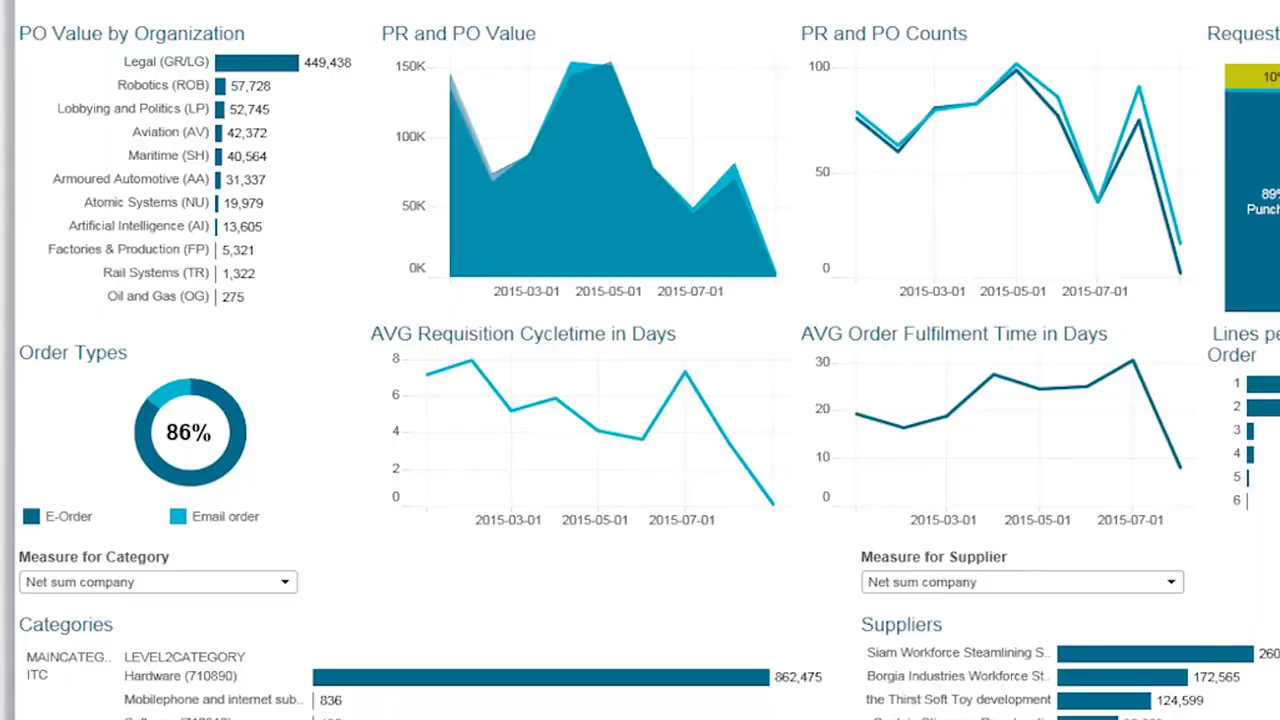 PO Value by Organization
Legal (GR/LG) 449,438
Robotics (ROB) 57,728
Lobbying and Politics (LP) 52,745
Aviation (AV) 42,372
Maritime (SH) 40,564
Armoured Automotive (AA) 31,337
Atomic Systems (NU) 19,979
Artificial Intelligence (AI) 13,605
Factories & Production (FP) 5,321
Rail Systems (TR) 1,322
Oil and Gas (OG) 275
PR and PO Value
150K
100K
50K
0K
2015-03-01 2015-05-01 2015-07-01
PR and PO Counts
100
50
0
2015-03-01 2015-05-01 2015-07-01
Request
10%
89%
Punch
Order Types
86%
E-Order Email order
AVG Requisition Cycletime in Days
8
6
4
2
0
2015-03-01 2015-05-01 2015-07-01
AVG Order Fulfilment Time in Days
30
20
10
0
2015-03-01 2015-05-01 2015-07-01
Lines pe
Order
1
2
3
4
5
6
Measure for Category
Net sum company
Measure for Supplier
Net sum company
Categories
MAINCATEG.. LEVEL2CATEGORY
ITC Hardware (710890) 862,475
Mobilephone and internet sub.. 836
Suppliers
Siam Workforce Steamlining S.. 260
Borgia Industries Workforce St.. 172,565
the Thirst Soft Toy development 124,599